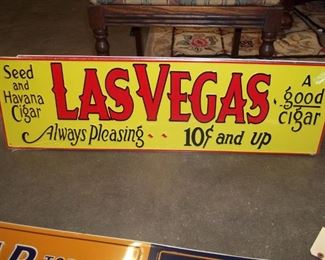 Seed
and
Havana
Cigar
LAS VEGAS
A
good
cigar
Always Pleasing -- 10¢ and up